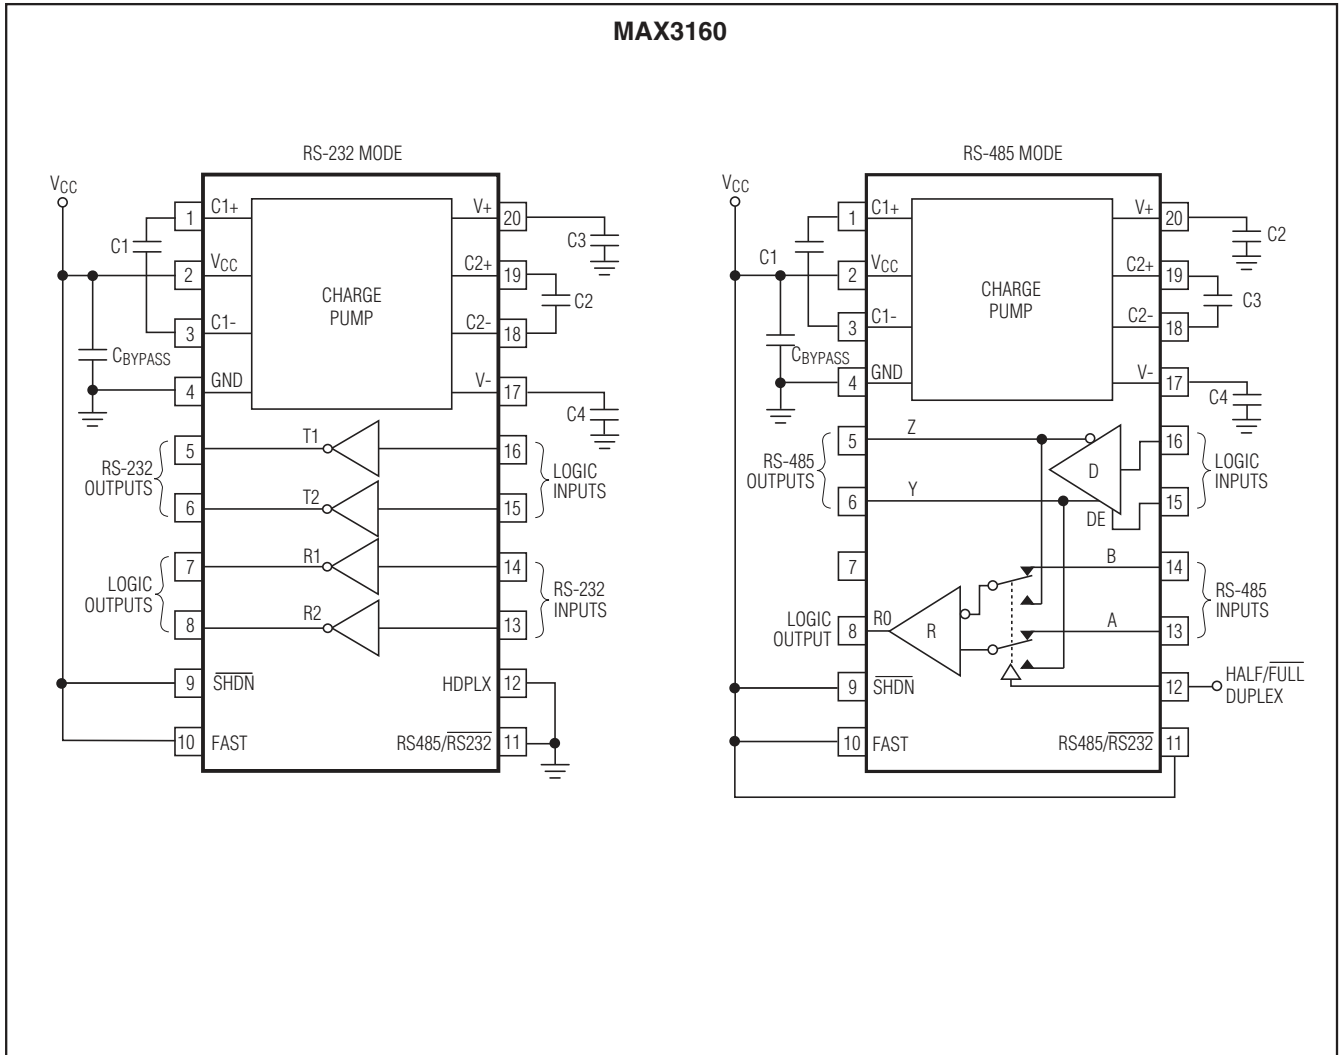 MAX3160
RS-232 MODE
VCC
1
C1+
V+
20
C1
C3
2
VCC
C2+
19
CHARGE
PUMP
C2
3
C1-
C2-
18
CBYPASS
4
GND
V-
17
C4
5
T1
16
RS-232
OUTPUTS
LOGIC
INPUTS
6
T2
15
7
R1
14
LOGIC
OUTPUTS
RS-232
INPUTS
8
R2
13
9
SHDN
HDPLX
12
10
FAST
RS485/RS232
11
RS-485 MODE
VCC
1
C1+
V+
20
C2
C1
2
VCC
C2+
19
CHARGE
PUMP
C3
3
C1-
C2-
18
CBYPASS
4
GND
V-
17
C4
5
Z
16
RS-485
OUTPUTS
D
LOGIC
INPUTS
6
Y
15
DE
7
B
14
RS-485
INPUTS
LOGIC
OUTPUT
8
R0
R
A
13
9
SHDN
12
HALF/FULL
DUPLEX
10
FAST
RS485/RS232
11